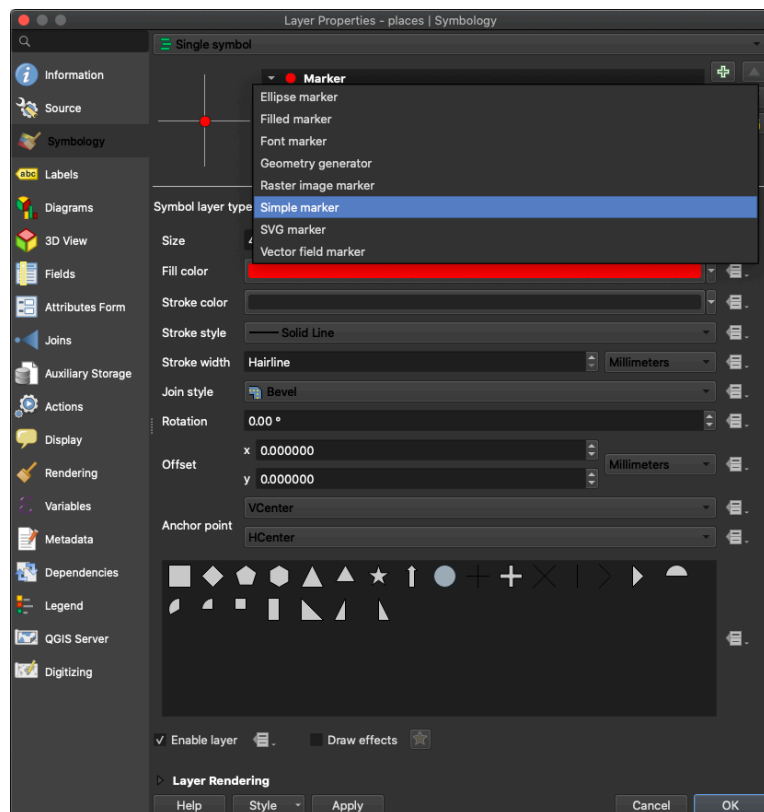 Layer Properties - places | Symbology
Single symbol
Information
Marker
Source
Ellipse marker
Filled marker
Symbology
Font marker
Geometry generator
abc Labels
Raster image marker
Diagrams
Symbol layer type
Simple marker
SVG marker
3D View
Size
Vector field marker
Fields
Fill color
Attributes Form
Stroke color
Joins
Stroke style
Solid Line
Auxiliary Storage
Stroke width Hairline Millimeters
Actions
Join style Bevel
Rotation 0.00 °
Display
x 0.000000
Rendering
Offset Millimeters
y 0.000000
Variables
VCenter
Anchor point
Metadata
HCenter
Dependencies
Legend
QGIS Server
Digitizing
Enable layer
Draw effects
Layer Rendering
Help Style Apply Cancel OK